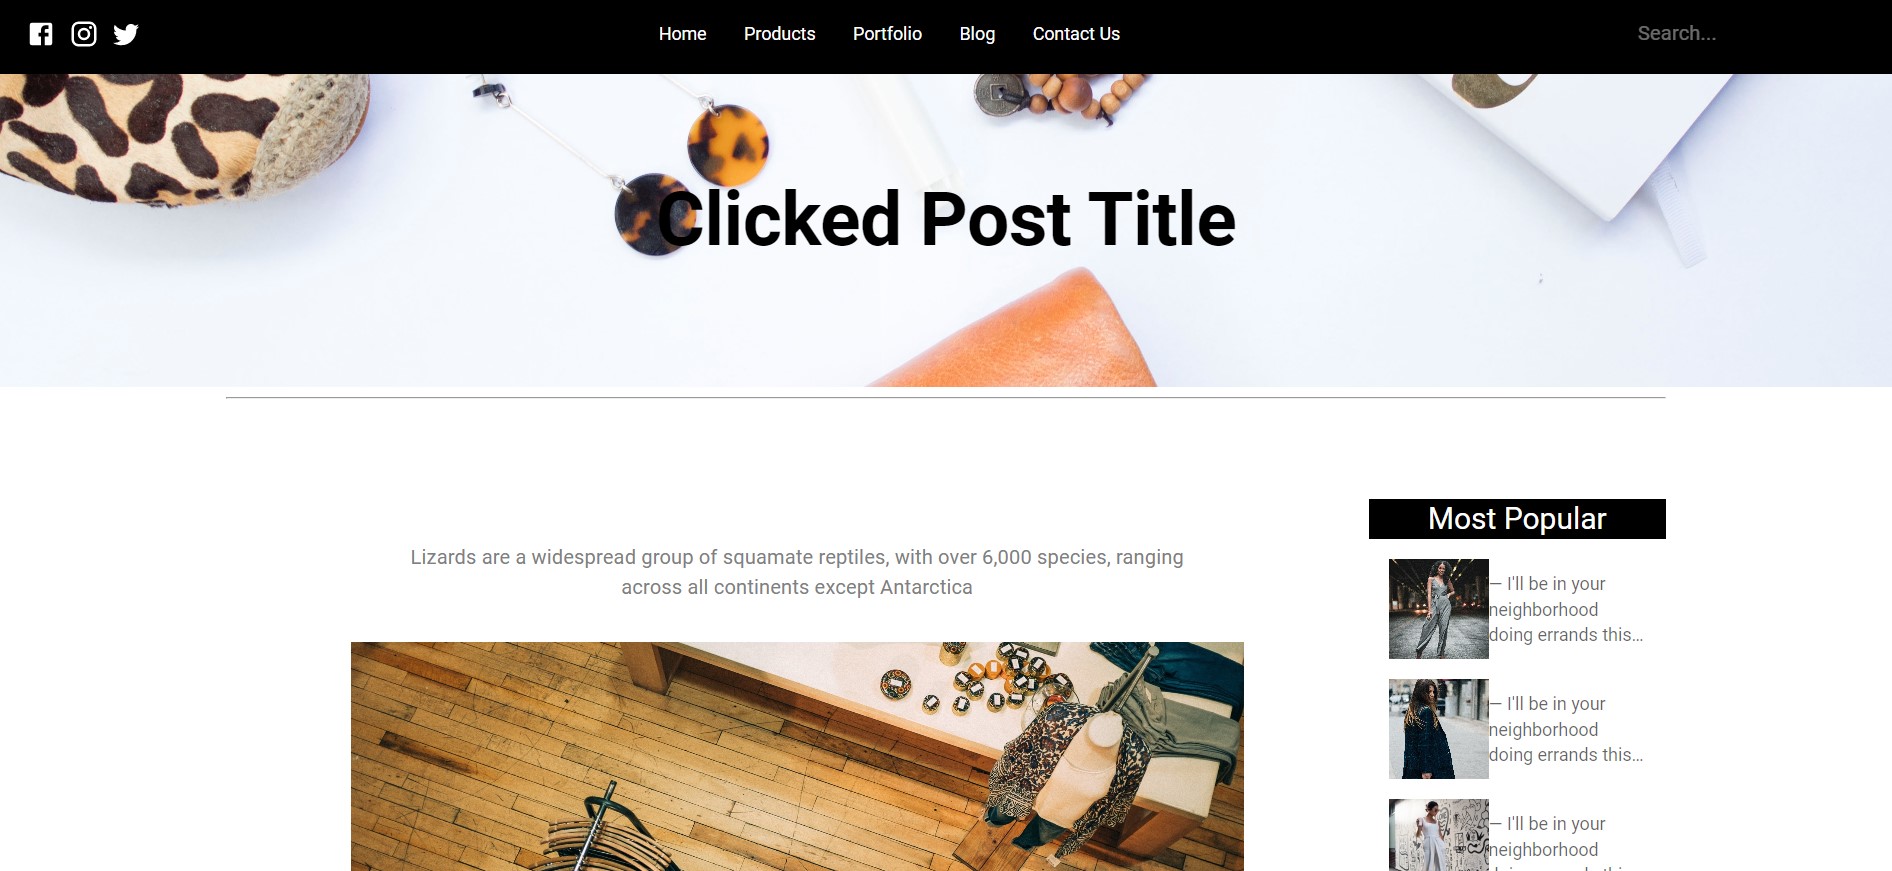 Home Products Portfolio Blog Contact Us Search...
Clicked Post Title
Lizards are a widespread group of squamate reptiles, with over 6,000 species, ranging
across all continents except Antarctica
Most Popular
— I'll be in your
neighborhood
doing errands this...
— I'll be in your
neighborhood
doing errands this...
— I'll be in your
neighborhood